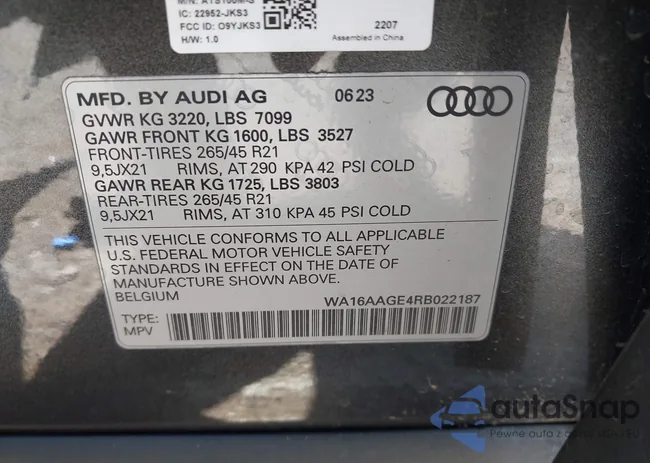 IC: 22952-JKS3
FCC ID: O9YJKS3
H/W: 1.0
2207
Assembled in China
MFD. BY AUDI AG 06 23
GVWR KG 3220, LBS 7099
GAWR FRONT KG 1600, LBS 3527
FRONT-TIRES 265/45 R21
9,5JX21 RIMS, AT 290 KPA 42 PSI COLD
GAWR REAR KG 1725, LBS 3803
REAR-TIRES 265/45 R21
9,5JX21 RIMS, AT 310 KPA 45 PSI COLD
THIS VEHICLE CONFORMS TO ALL APPLICABLE
U.S. FEDERAL MOTOR VEHICLE SAFETY
STANDARDS IN EFFECT ON THE DATE OF
MANUFACTURE SHOWN ABOVE.
BELGIUM WA16AAGE4RB022187
TYPE:
MPV
autoSnap
Pewne auto z